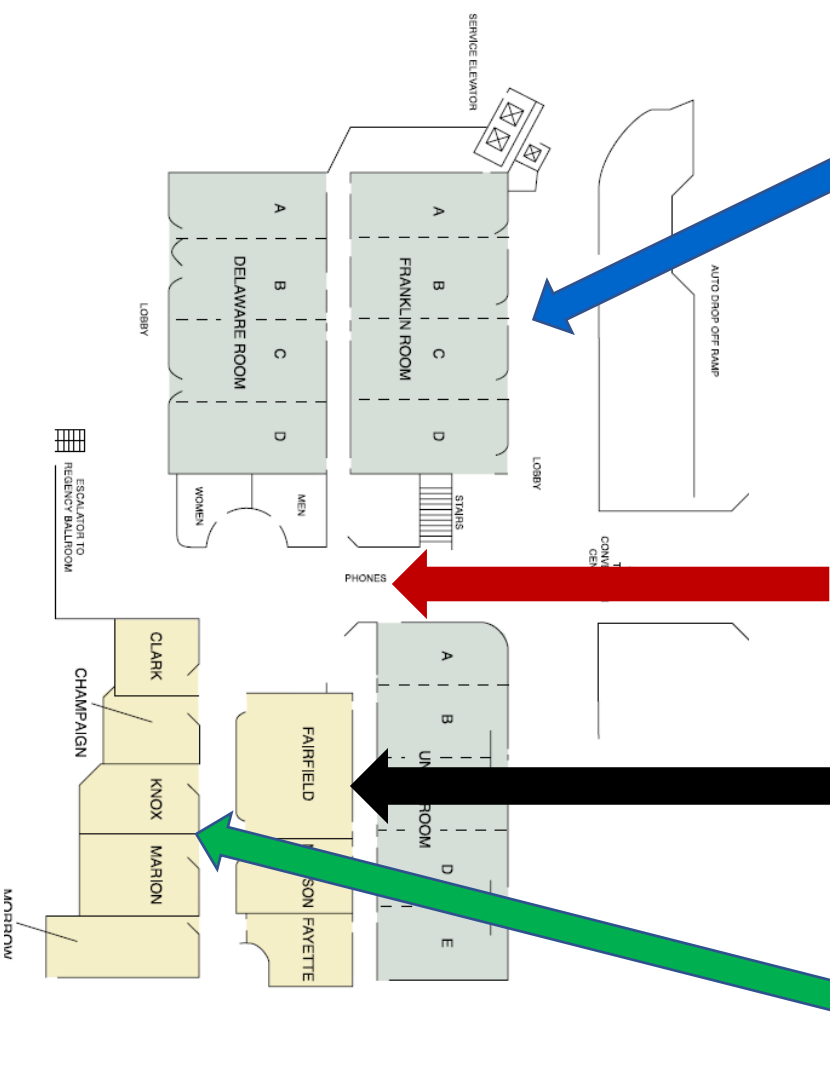 SERVICE ELEVATOR
AUTO DROP OFF RAMP
A
B
C
D
FRANKLIN ROOM
A
B
C
D
DELAWARE ROOM
LOBBY
LOBBY
STAIRS
MEN
WOMEN
ESCALATOR TO
REGENCY BALLROOM
PHONES
A
B
D
E
ROOM
CLARK
CHAMPAIGN
KNOX
MARION
MORROW
FAIRFIELD
FAYETTE